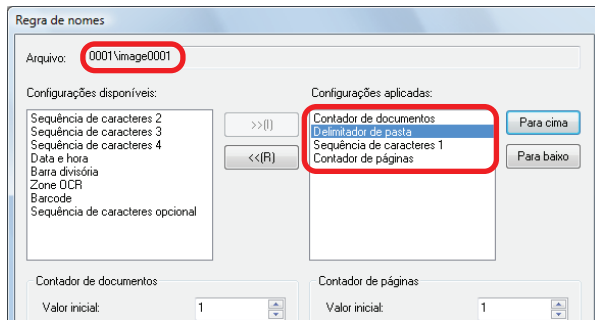 Regra de nomes
Arquivo: 0001\image0001
Configurações disponíveis:
Sequência de caracteres 2
Sequência de caracteres 3
Sequência de caracteres 4
Data e hora
Barra divisória
Zone OCR
Barcode
Sequência de caracteres opcional
>>(I)
<<(R)
Configurações aplicadas:
Contador de documentos
Delimitador de pasta
Sequência de caracteres 1
Contador de páginas
Para cima
Para baixo
Contador de documentos
Valor inicial: 1
Contador de páginas
Valor inicial: 1